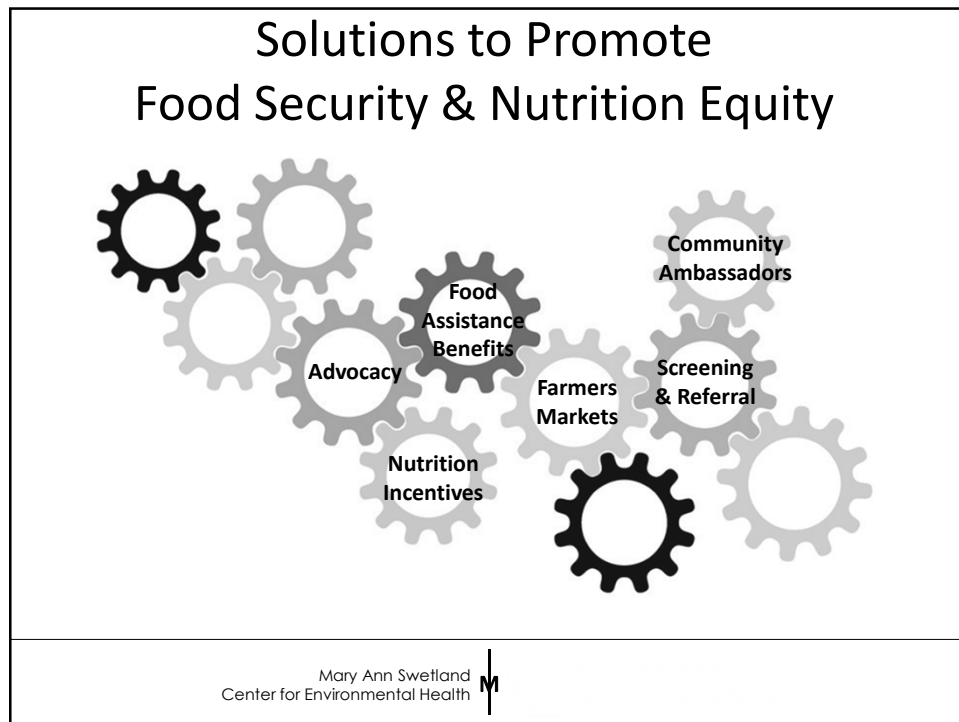 Solutions to Promote
Food Security & Nutrition Equity
Community
Ambassadors
Food
Assistance
Benefits
Advocacy
Farmers
Markets
Screening
& Referral
Nutrition
Incentives
Mary Ann Swetland
Center for Environmental Health
M